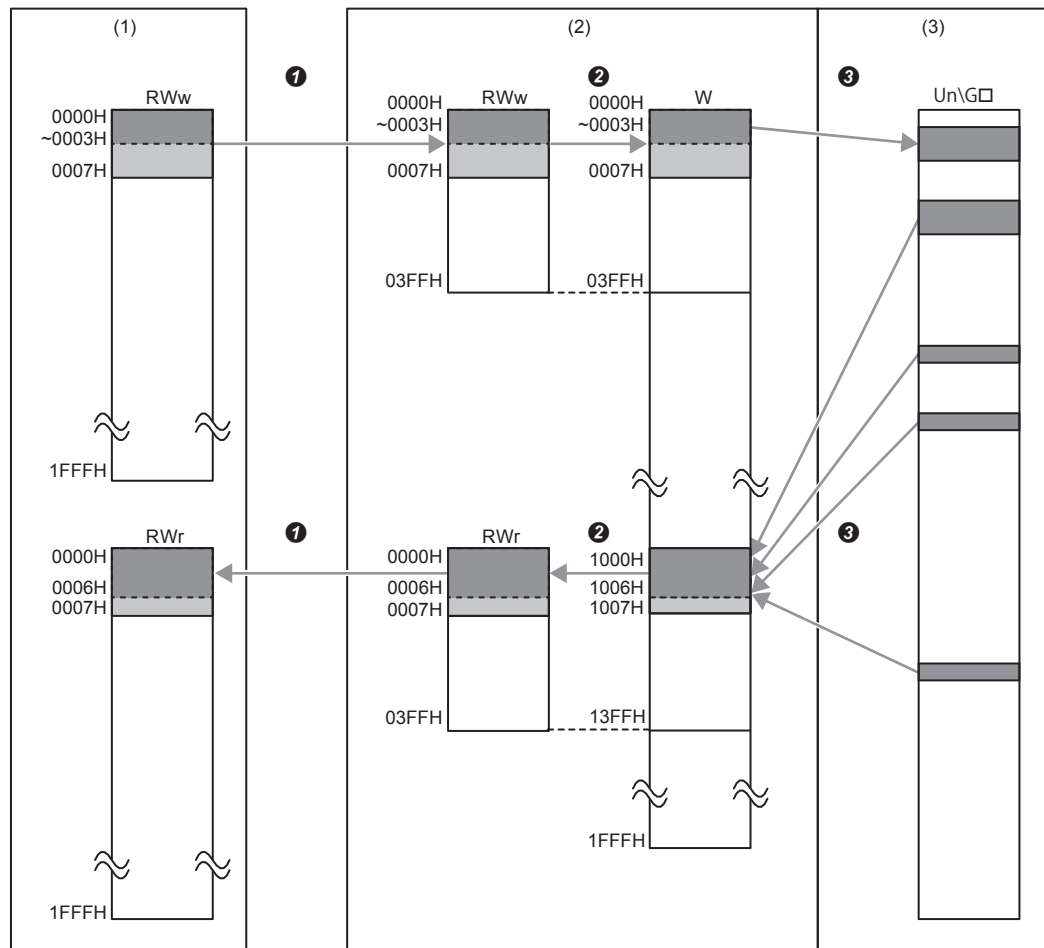 (1)
(2)
(3)
❶
❷
❸
RWw
0000H
~0003H
0007H
1FFFH
RWw
0000H
~0003H
0007H
03FFH
W
0000H
~0003H
0007H
03FFH
Un\G□
❶
❷
❸
RWr
0000H
0006H
0007H
1FFFH
RWr
0000H
0006H
0007H
03FFH
1000H
1006H
1007H
13FFH
1FFFH